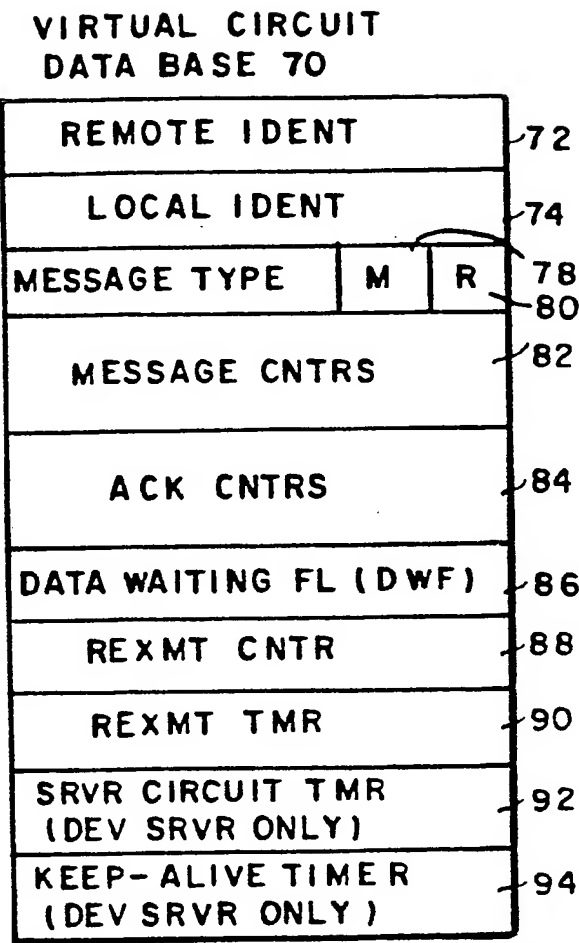 VIRTUAL CIRCUIT
DATA BASE 70
REMOTE IDENT 72
LOCAL IDENT 74
MESSAGE TYPE M R 78
80
MESSAGE CNTRS 82
ACK CNTRS 84
DATA WAITING FL (DWF) 86
REXMT CNTR 88
REXMT TMR 90
SRVR CIRCUIT TMR 92
(DEV SRVR ONLY)
KEEP-ALIVE TIMER 94
(DEV SRVR ONLY)